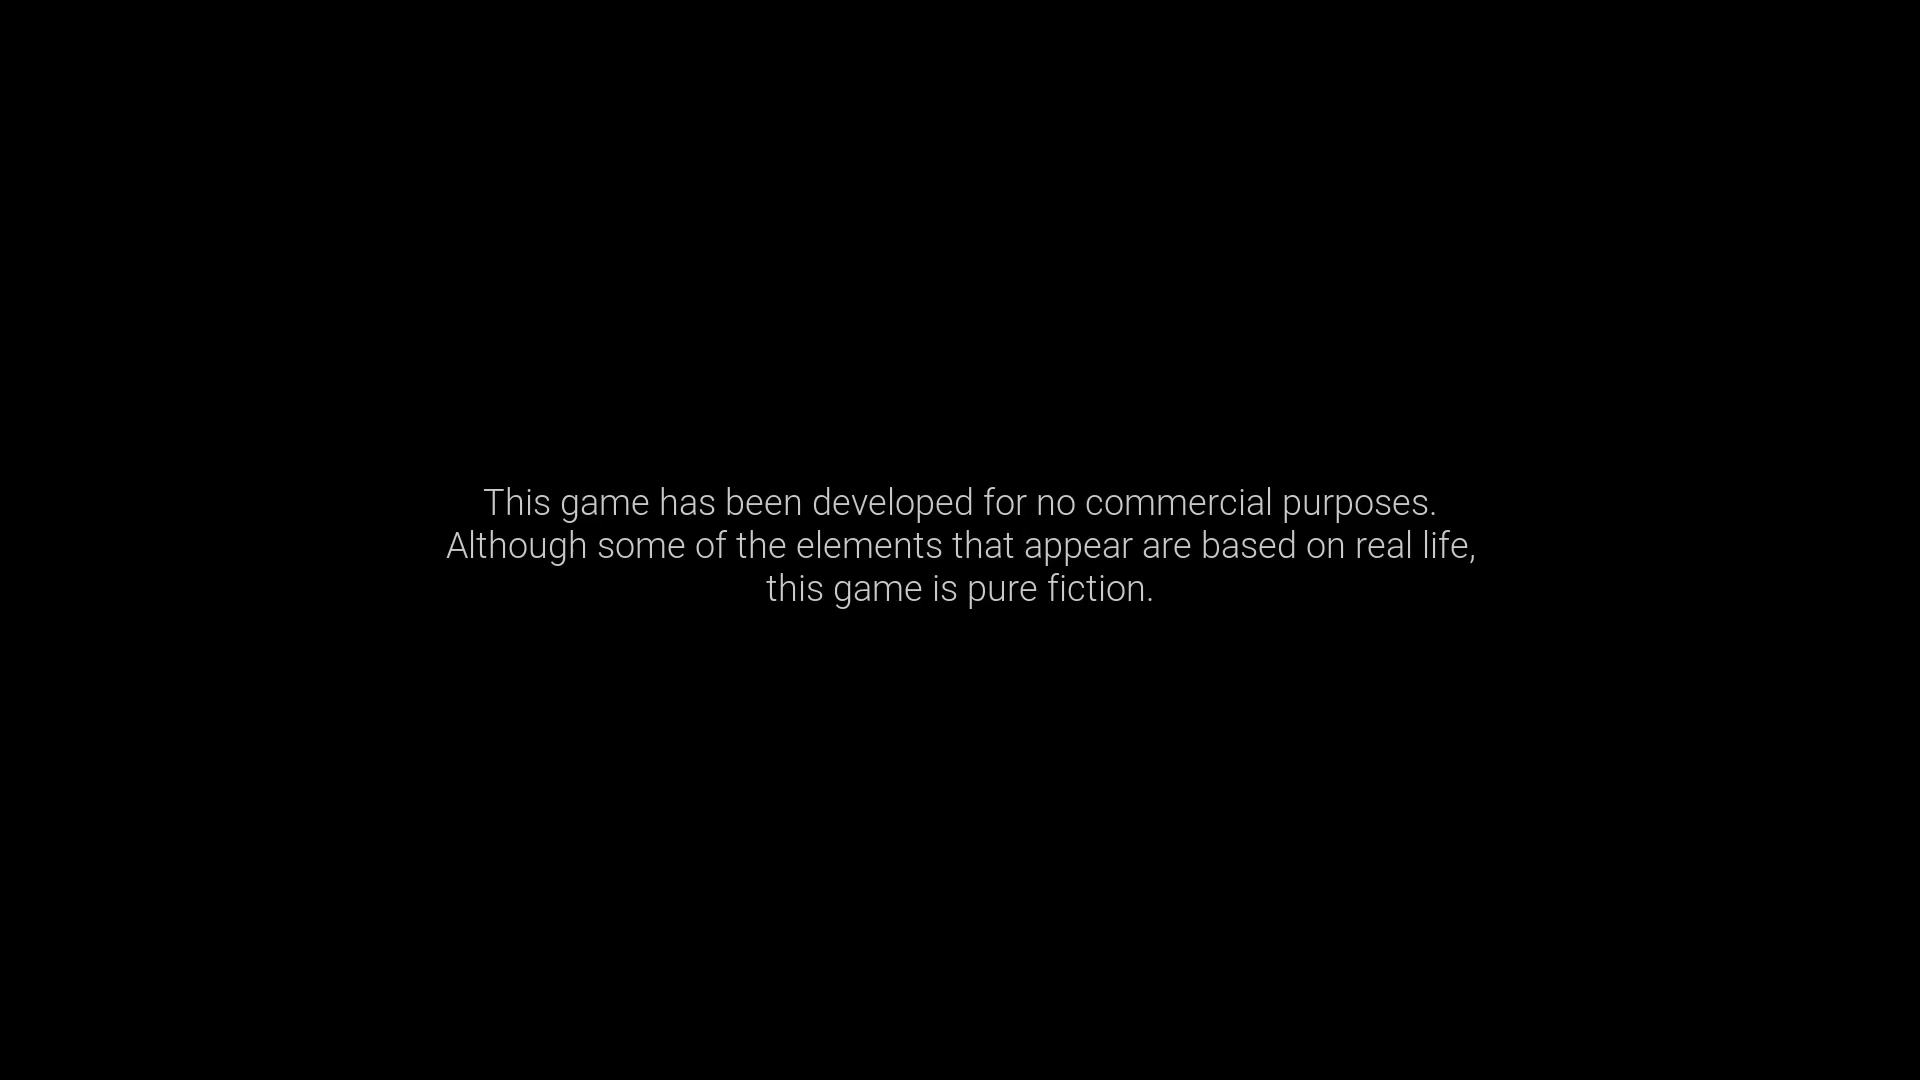 This game has been developed for no commercial purposes.
Although some of the elements that appear are based on real life,
this game is pure fiction.